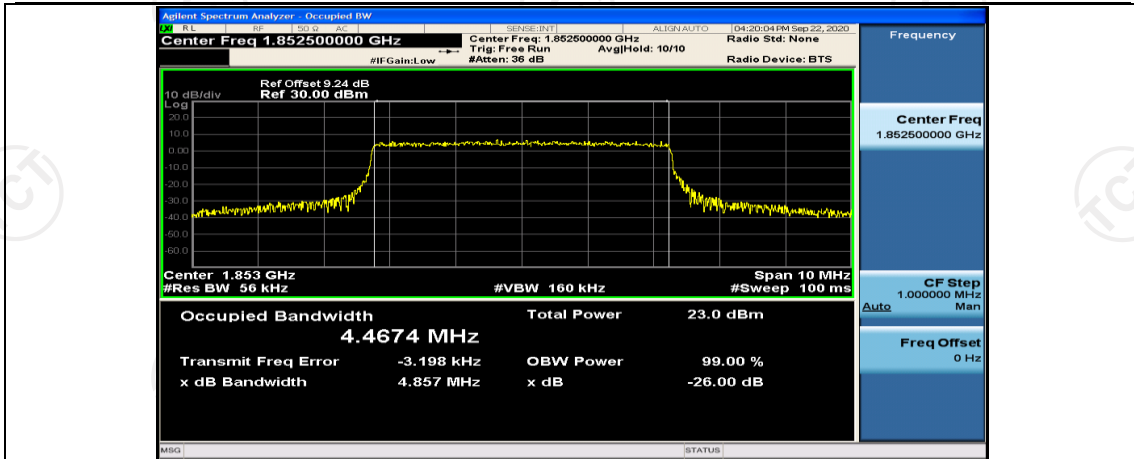 Agilent Spectrum Analyzer - Occupied BW
LXI RL RF 50 Ω AC SENSE:INT ALIGN AUTO 04:20:04 PM Sep 22, 2020
Center Freq 1.852500000 GHz
Center Freq: 1.852500000 GHz
Radio Std: None
Trig: Free Run Avg|Hold: 10/10
#IFGain:Low #Atten: 36 dB Radio Device: BTS
Ref Offset 9.24 dB
10 dB/div Ref 30.00 dBm
Log
20.0
10.0
0.00
-10.0
-20.0
-30.0
-40.0
-50.0
-60.0
Center 1.853 GHz Span 10 MHz
#Res BW 56 kHz #VBW 160 kHz #Sweep 100 ms
Occupied Bandwidth Total Power 23.0 dBm
4.4674 MHz
Transmit Freq Error -3.198 kHz OBW Power 99.00 %
x dB Bandwidth 4.857 MHz x dB -26.00 dB
MSG STATUS
Frequency
Center Freq
1.852500000 GHz
CF Step
1.000000 MHz
Auto Man
Freq Offset
0 Hz
TCT
TCT